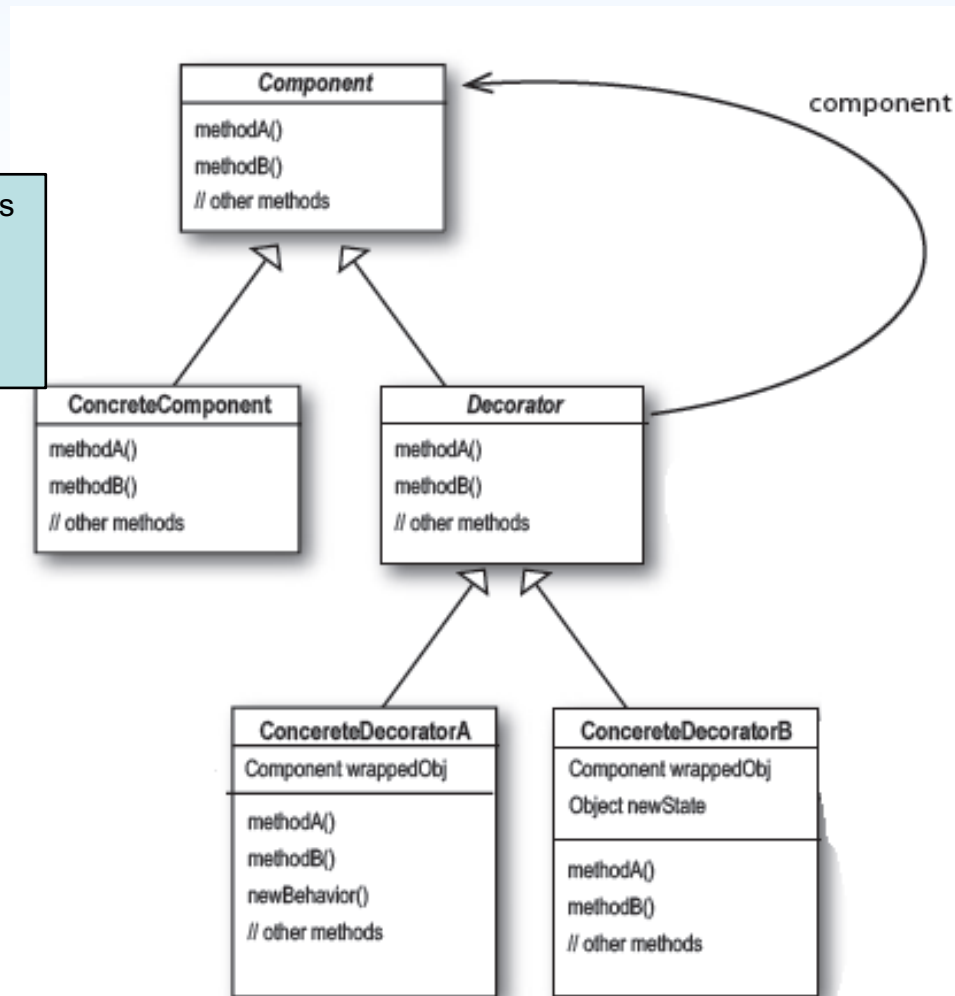 Component
methodA()
methodB()
// other methods
component
s
ConcreteComponent
methodA()
methodB()
// other methods
Decorator
methodA()
methodB()
// other methods
ConcereteDecoratorA
Component wrappedObj
methodA()
methodB()
newBehavior()
// other methods
ConcereteDecoratorB
Component wrappedObj
Object newState
methodA()
methodB()
// other methods